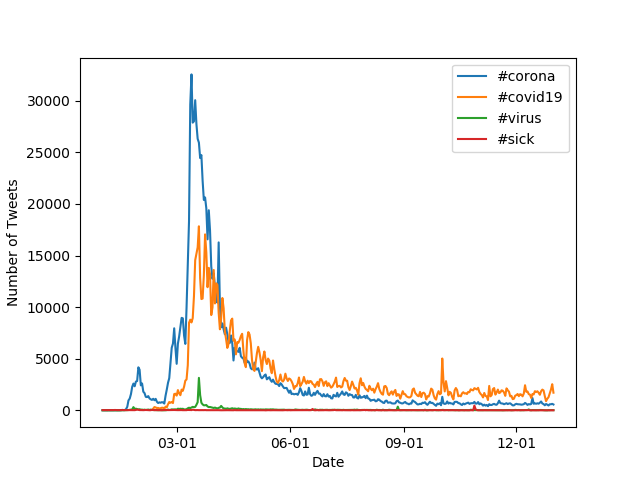 #corona
#covid19
#virus
#sick
30000
25000
20000
15000
10000
5000
0
Number of Tweets
03-01 06-01 09-01 12-01
Date